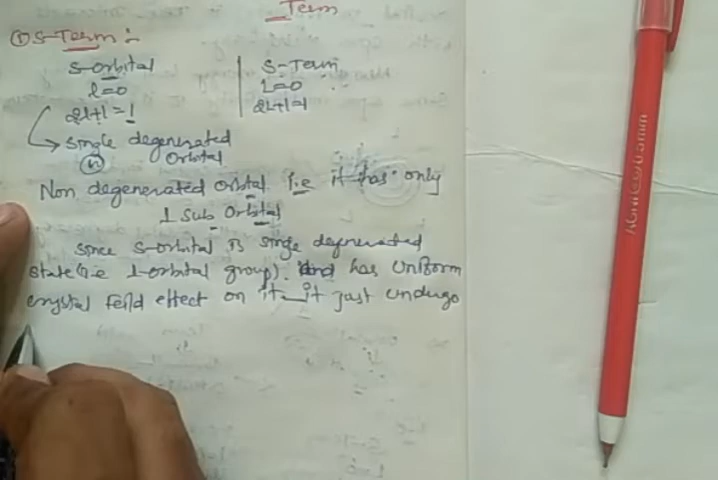 Term
① S-Term :-
S-orbital | S-Term
l=0 | L=0
2l+1=1 | 2L+1=1
↳ Single degenerated
(n) Orbital
Non degenerated orbital i.e it has only
1 Sub Orbital
Since S-orbital is single degenerated
state (i.e 1-orbital group). And has Uniform
crystal feild effect on it it just undugo